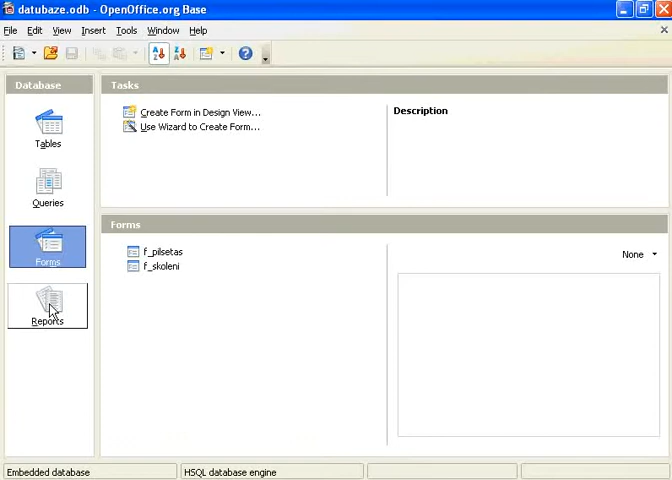 datubaze.odb - OpenOffice.org Base
File Edit View Insert Tools Window Help
Database
Tables
Queries
Forms
Reports
Tasks
Create Form in Design View...
Use Wizard to Create Form...
Description
Forms
f_pilsetas
f_skoleni
None
Embedded database
HSQL database engine